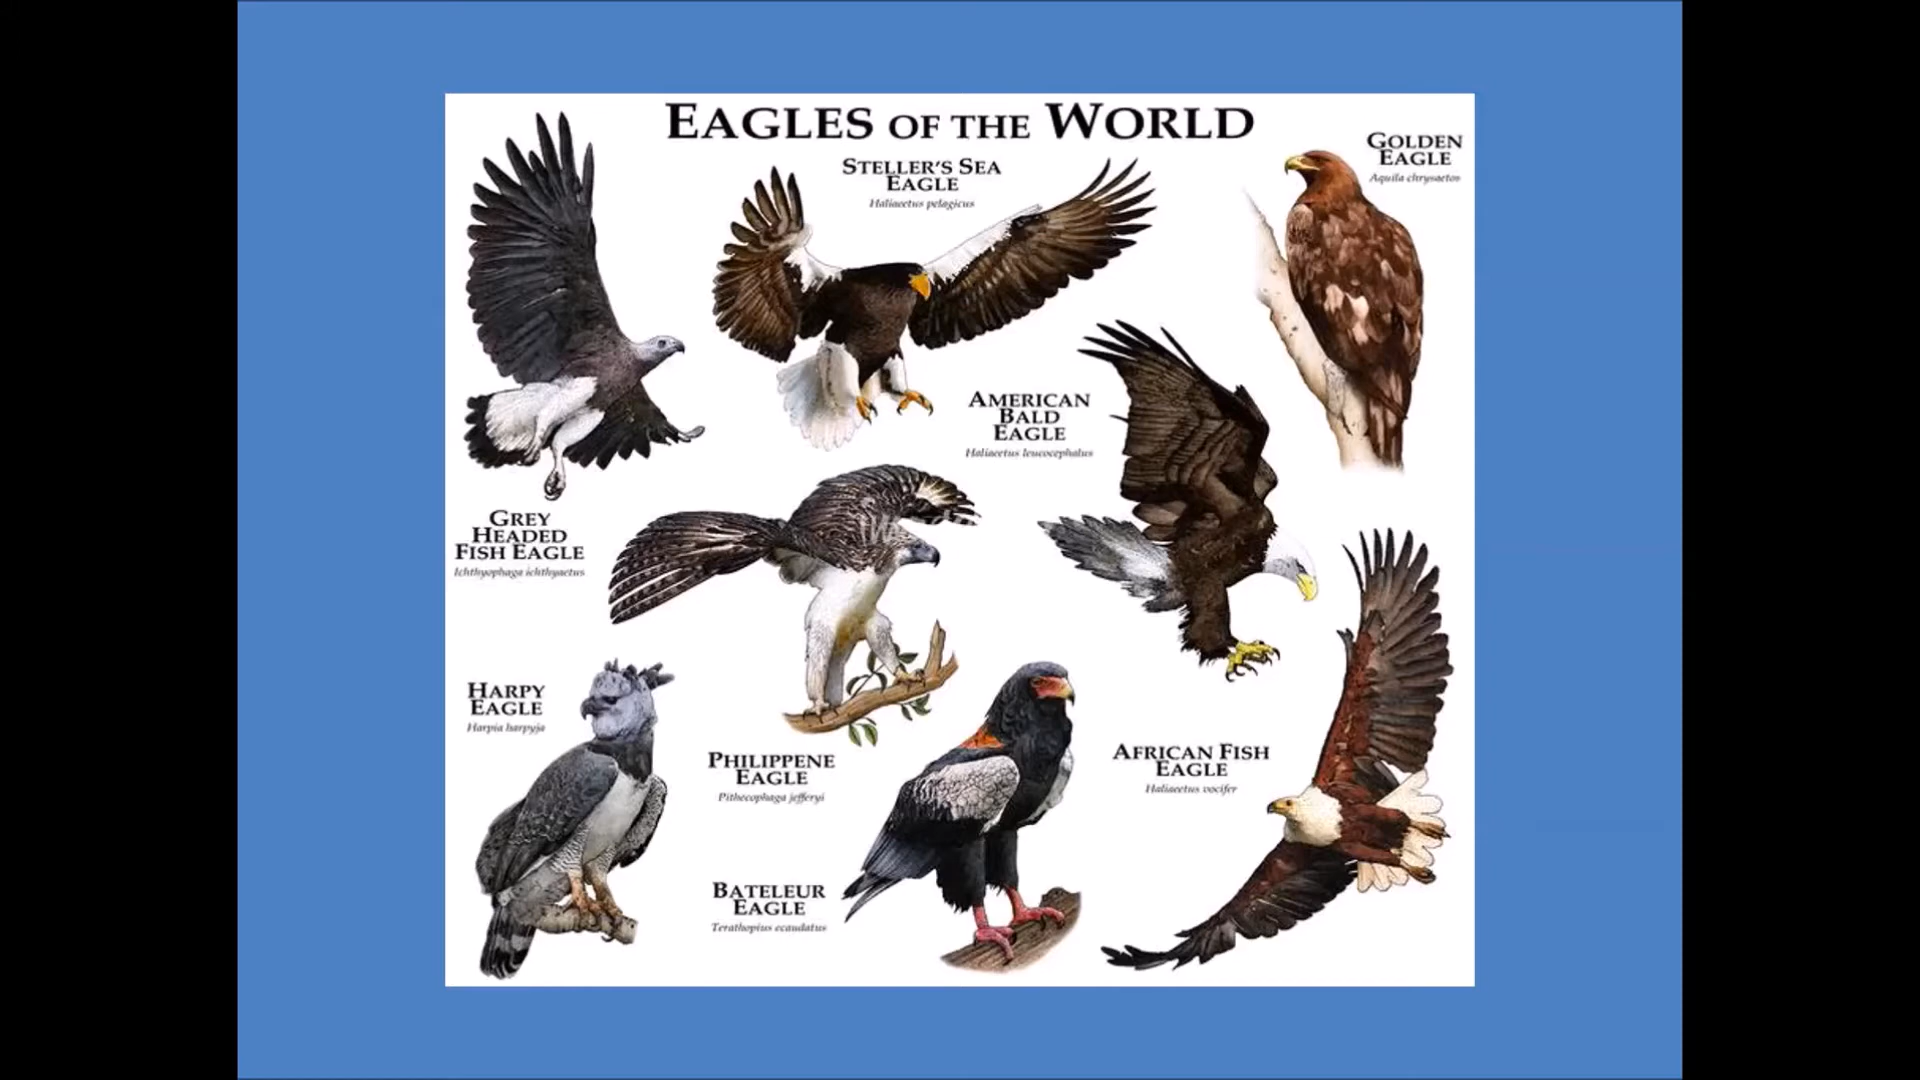 EAGLES OF THE WORLD
STELLER'S SEA
EAGLE
Haliaeetus pelagicus
GOLDEN
EAGLE
Aquila chrysaetos
AMERICAN
BALD
EAGLE
Haliaeetus leucocephalus
GREY
HEADED
FISH EAGLE
Ichthyophaga ichthyaetus
HARPY
EAGLE
Harpia harpyja
PHILIPPENE
EAGLE
Pithecophaga jefferyi
AFRICAN FISH
EAGLE
Haliaeetus vocifer
BATELEUR
EAGLE
Terathopius ecaudatus